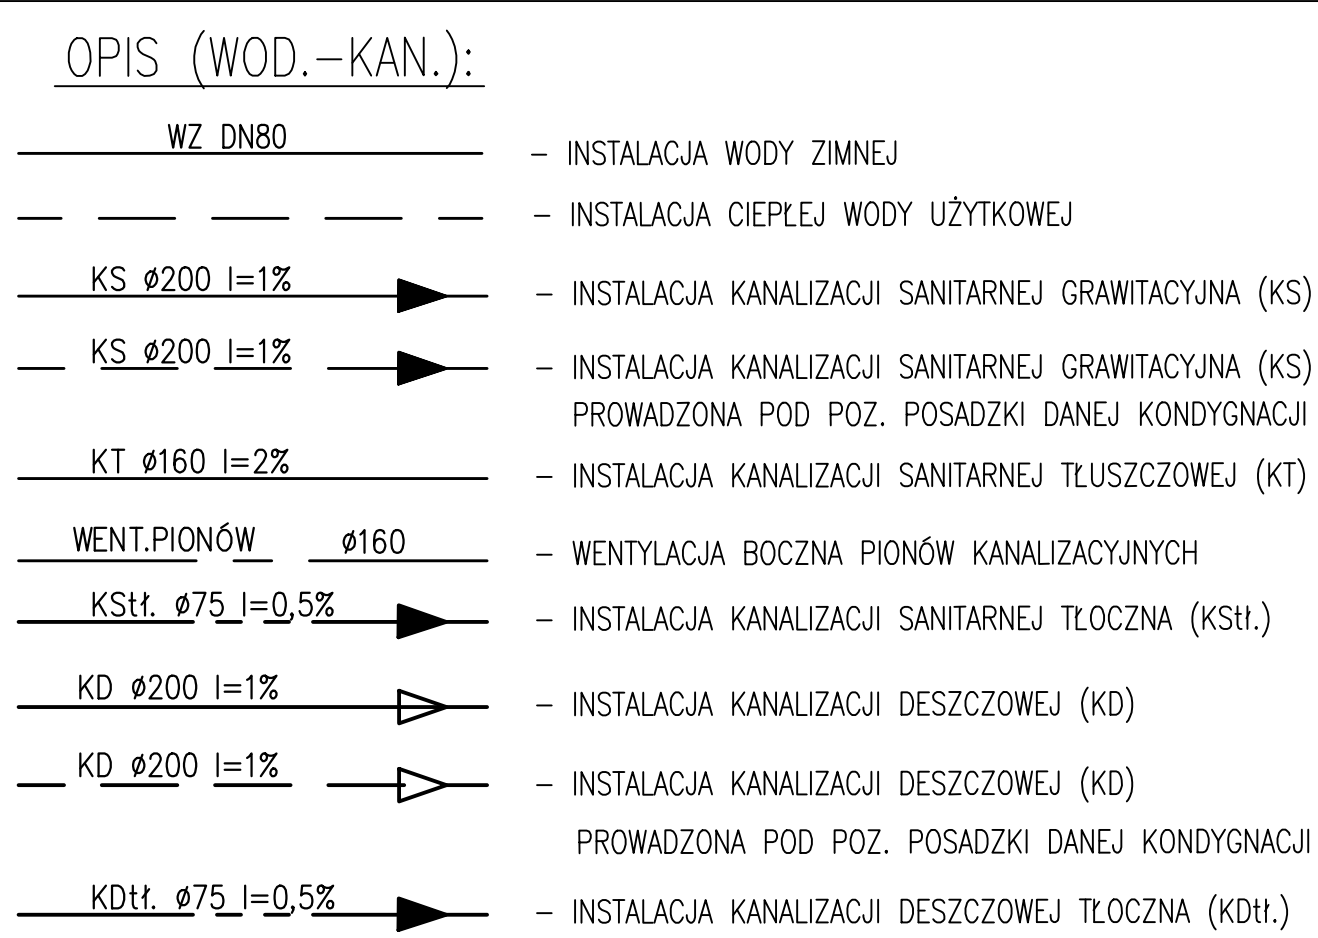 OPIS (WOD.-KAN.):
WZ DN80 - INSTALACJA WODY ZIMNEJ
- INSTALACJA CIEPŁEJ WODY UŻYTKOWEJ
KS ø200 I=1% - INSTALACJA KANALIZACJI SANITARNEJ GRAWITACYJNA (KS)
KS ø200 I=1% - INSTALACJA KANALIZACJI SANITARNEJ GRAWITACYJNA (KS)
PROWADZONA POD POZ. POSADZKI DANEJ KONDYGNACJI
KT ø160 I=2% - INSTALACJA KANALIZACJI SANITARNEJ TŁUSZCZOWEJ (KT)
WENT.PIONÓW ø160 - WENTYLACJA BOCZNA PIONÓW KANALIZACYJNYCH
KStł. ø75 I=0,5% - INSTALACJA KANALIZACJI SANITARNEJ TŁOCZNA (KStł.)
KD ø200 I=1% - INSTALACJA KANALIZACJI DESZCZOWEJ (KD)
KD ø200 I=1% - INSTALACJA KANALIZACJI DESZCZOWEJ (KD)
PROWADZONA POD POZ. POSADZKI DANEJ KONDYGNACJI
KDtł. ø75 I=0,5% - INSTALACJA KANALIZACJI DESZCZOWEJ TŁOCZNA (KDtł.)